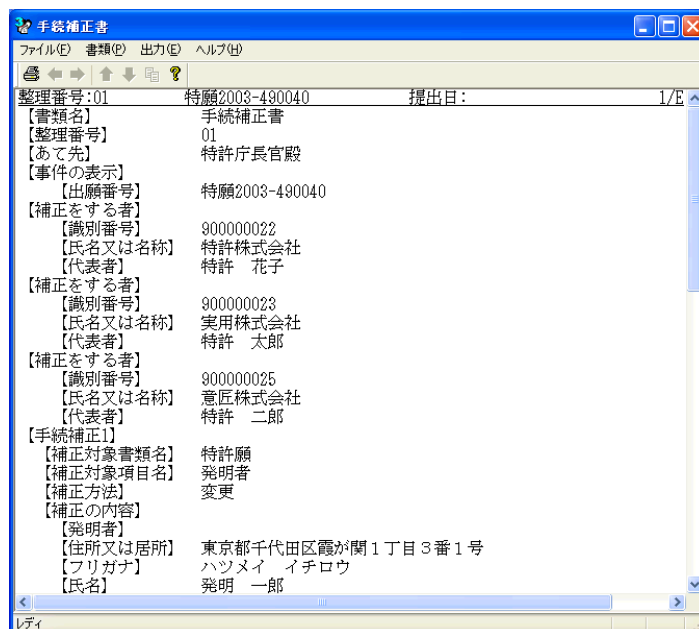 手続補正書
ファイル(F) 書類(P) 出力(E) ヘルプ(H)
整理番号:01 特願2003-490040 提出日: 1/E
【書類名】 手続補正書
【整理番号】 01
【あて先】 特許庁長官殿
【事件の表示】
【出願番号】 特願2003-490040
【補正をする者】
【識別番号】 900000022
【氏名又は名称】 特許株式会社
【代表者】 特許 花子
【補正をする者】
【識別番号】 900000023
【氏名又は名称】 実用株式会社
【代表者】 特許 太郎
【補正をする者】
【識別番号】 900000025
【氏名又は名称】 意匠株式会社
【代表者】 特許 二郎
【手続補正1】
【補正対象書類名】 特許願
【補正対象項目名】 発明者
【補正方法】 変更
【補正の内容】
【発明者】
【住所又は居所】 東京都千代田区霞が関1丁目3番1号
【フリガナ】 ハツメイ イチロウ
【氏名】 発明 一郎
レディ